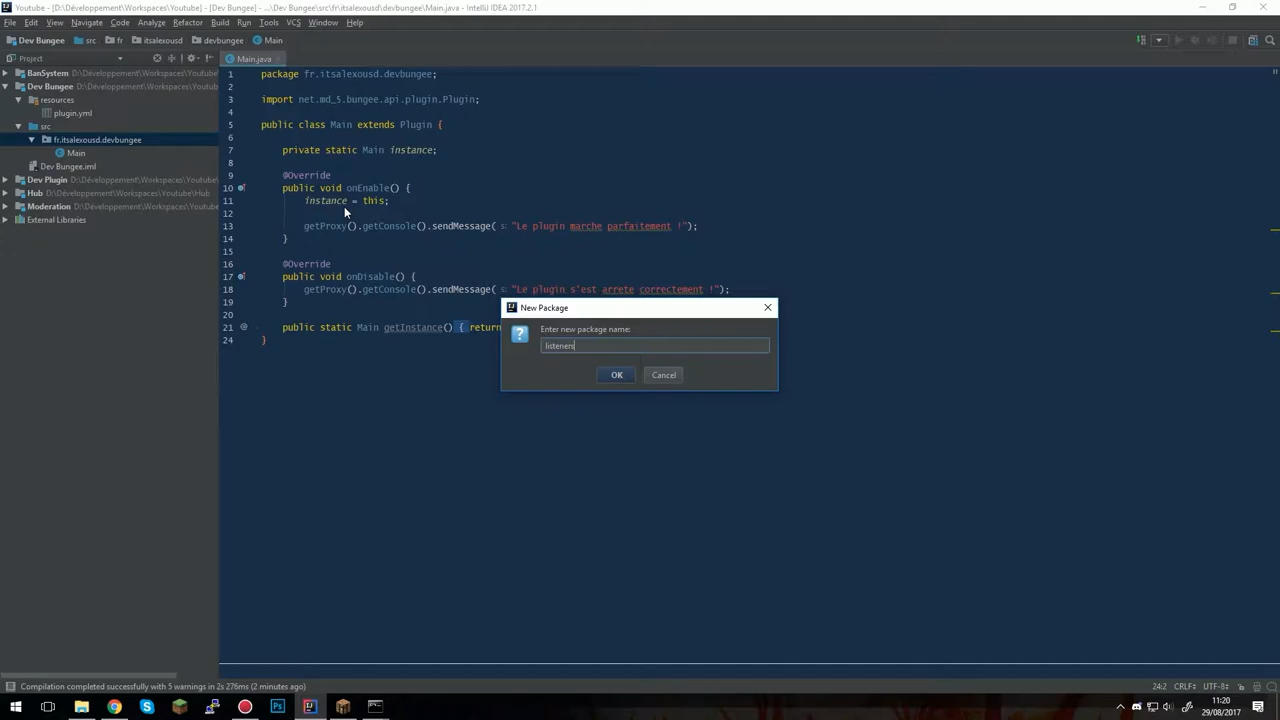 Youtube - [D:\Développement\Workspaces\Youtube] - [Dev Bungee] - ...\Dev Bungee\src\fr\itsalexousd\devbungee\Main.java - IntelliJ IDEA 2017.2.1
File Edit View Navigate Code Analyze Refactor Build Run Tools VCS Window Help
Dev Bungee src fr itsalexousd devbungee Main
Project
Main.java
BanSystem D:\Développement\Workspaces\Youtube
Dev Bungee D:\Développement\Workspaces\Youtube
resources
plugin.yml
src
fr.itsalexousd.devbungee
Main
Dev Bungee.iml
Dev Plugin D:\Développement\Workspaces\Youtube
Hub D:\Développement\Workspaces\Youtube\Hub
Moderation D:\Développement\Workspaces\Youtube
External Libraries
1 package fr.itsalexousd.devbungee;
2
3 import net.md_5.bungee.api.plugin.Plugin;
4
5 public class Main extends Plugin {
6
7 private static Main instance;
8
9 @Override
10 public void onEnable() {
11 instance = this;
12
13 getProxy().getConsole().sendMessage( s: "Le plugin marche parfaitement !");
14 }
15
16 @Override
17 public void onDisable() {
18 getProxy().getConsole().sendMessage( s: "Le plugin s'est arrete correctement !");
19 }
20
21 public static Main getInstance() { return
24 }
New Package
Enter new package name:
listeners
OK Cancel
Compilation completed successfully with 5 warnings in 2s 276ms (2 minutes ago)
24:2 CRLF÷ UTF-8÷
11:20
29/08/2017